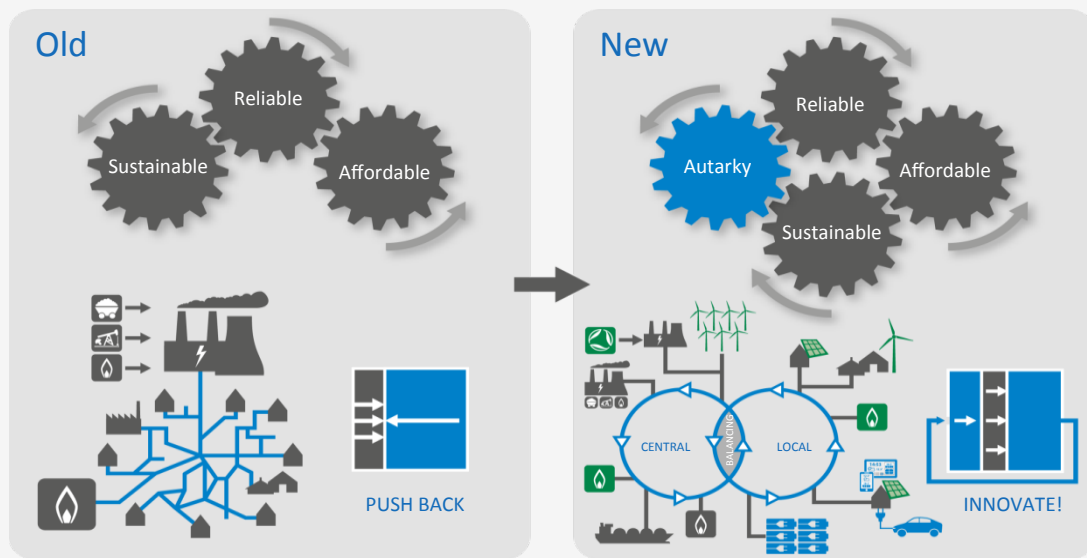 Old
Reliable
Sustainable
Affordable
PUSH BACK
New
Reliable
Autarky
Affordable
Sustainable
CENTRAL
BALANCING
LOCAL
INNOVATE!